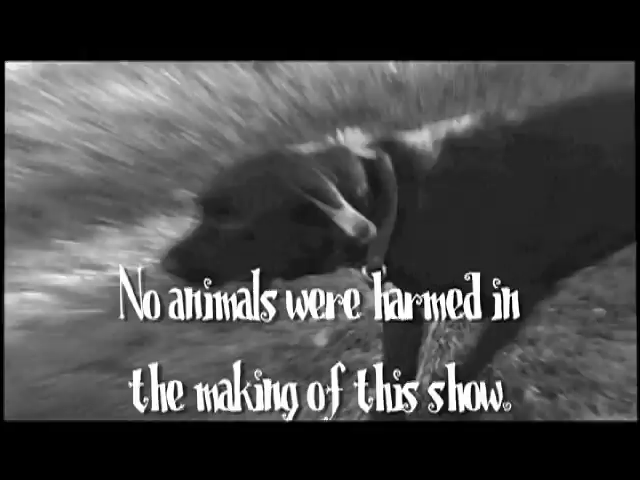 No animals were harmed in
the making of this show.